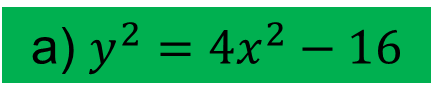 a) y² = 4x² − 16